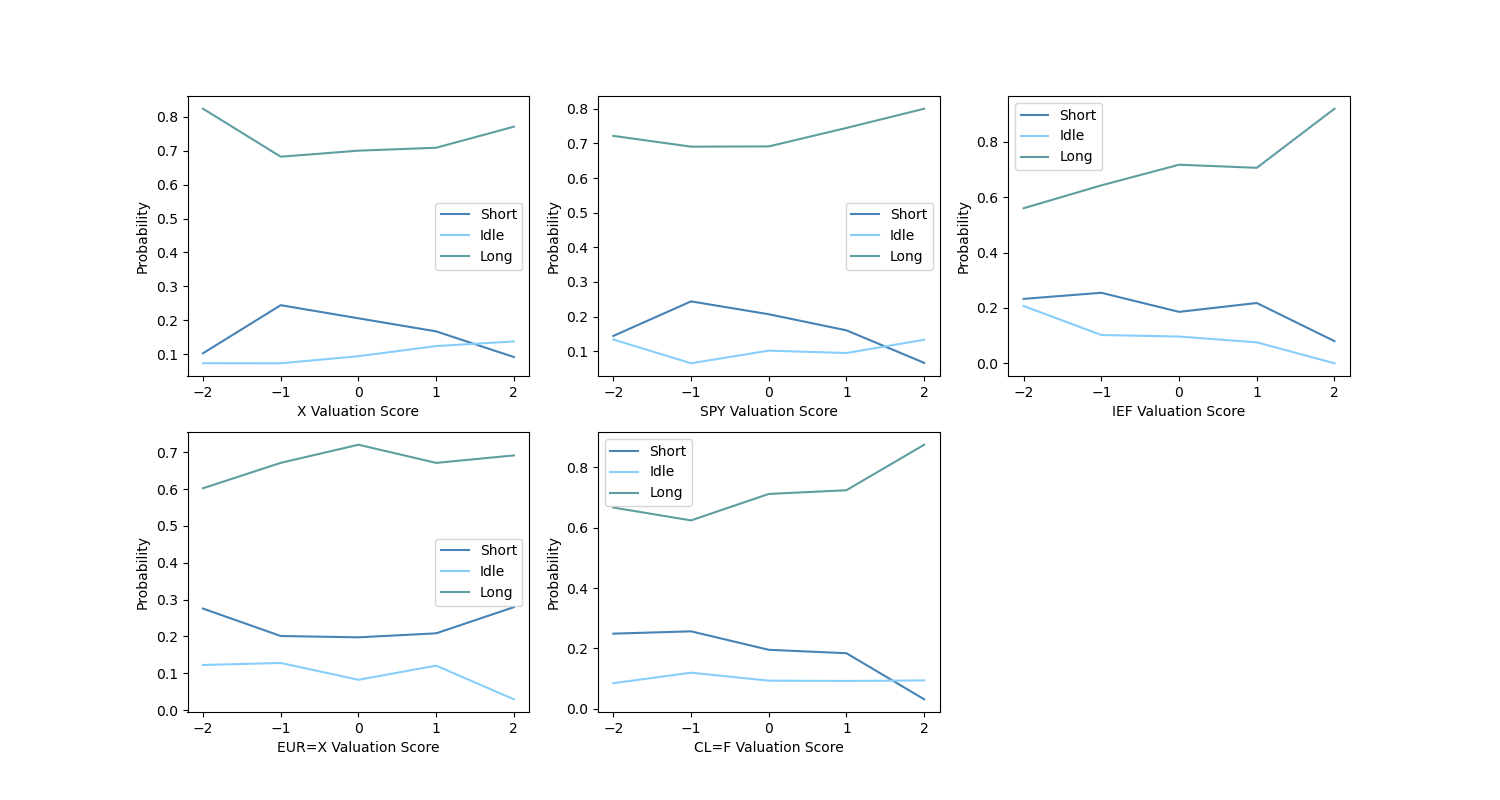 0.8
0.7
0.6
0.5
0.4
0.3
0.2
0.1
Probability
Short
Idle
Long
−2 −1 0 1 2
X Valuation Score
0.8
0.7
0.6
0.5
0.4
0.3
0.2
0.1
Probability
Short
Idle
Long
−2 −1 0 1 2
SPY Valuation Score
0.8
0.6
0.4
0.2
0.0
Probability
Short
Idle
Long
−2 −1 0 1 2
IEF Valuation Score
0.7
0.6
0.5
0.4
0.3
0.2
0.1
0.0
Probability
Short
Idle
Long
−2 −1 0 1 2
EUR=X Valuation Score
0.8
0.6
0.4
0.2
0.0
Probability
Short
Idle
Long
−2 −1 0 1 2
CL=F Valuation Score